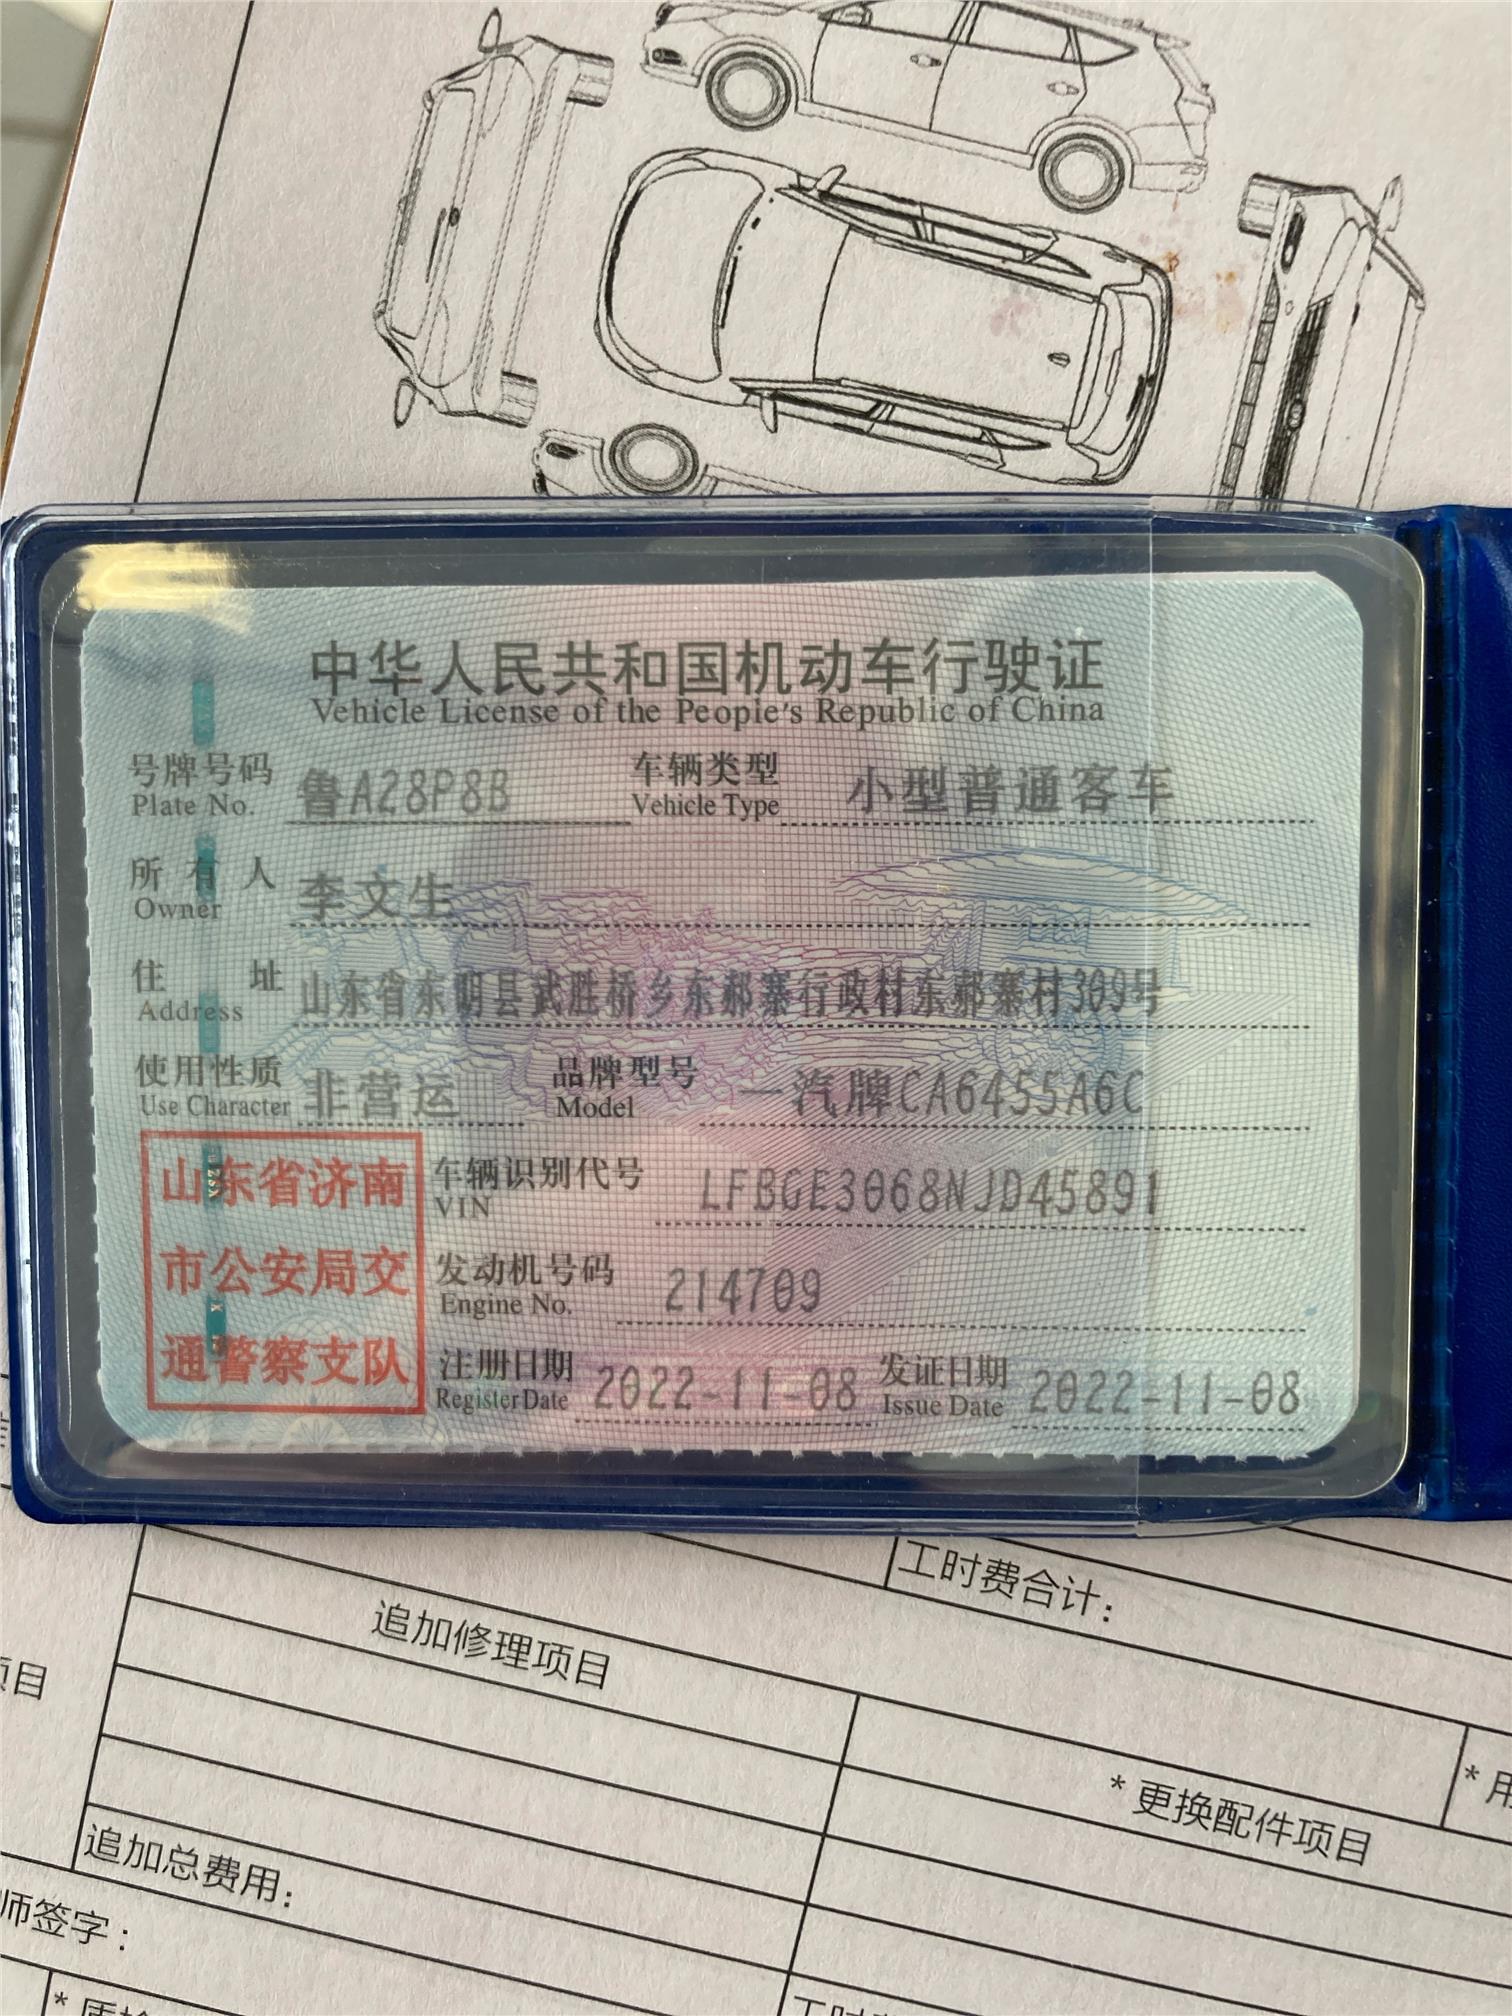 中华人民共和国机动车行驶证
Vehicle License of the People's Republic of China
号牌号码 鲁A28P8B 车辆类型 小型普通客车
Plate No. Vehicle Type
所有人 李文生
Owner
住址 山东省东明县武胜桥乡东郝寨行政村东郝寨村309号
Address
使用性质 非营运 品牌型号 一汽牌CA6455A6C
Use Character Model
山东省济南
市公安局交
通警察支队
车辆识别代号 LFBGE3068NJD45891
VIN
发动机号码 214709
Engine No.
注册日期 2022-11-08 发证日期 2022-11-08
Register Date Issue Date
工时费合计：
追加修理项目
项目
* 更换配件项目
* 用
追加总费用：
师签字：